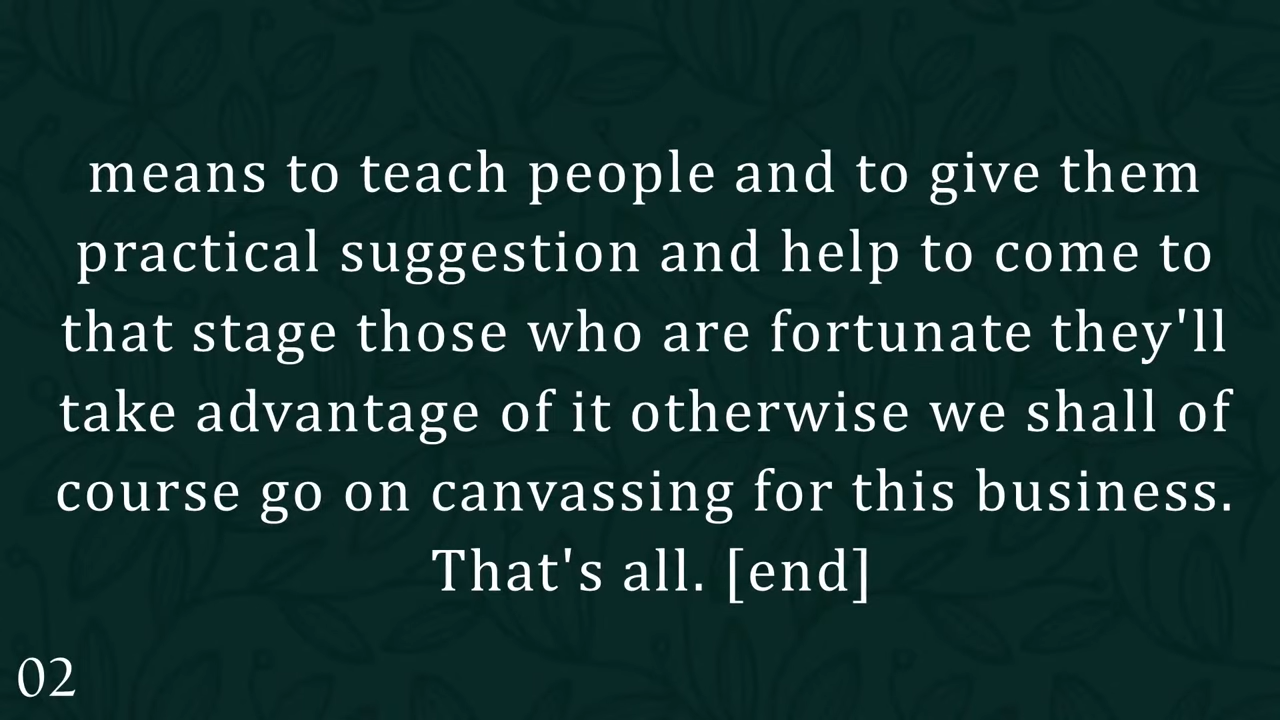 means to teach people and to give them
practical suggestion and help to come to
that stage those who are fortunate they'll
take advantage of it otherwise we shall of
course go on canvassing for this business.
That's all. [end]
02